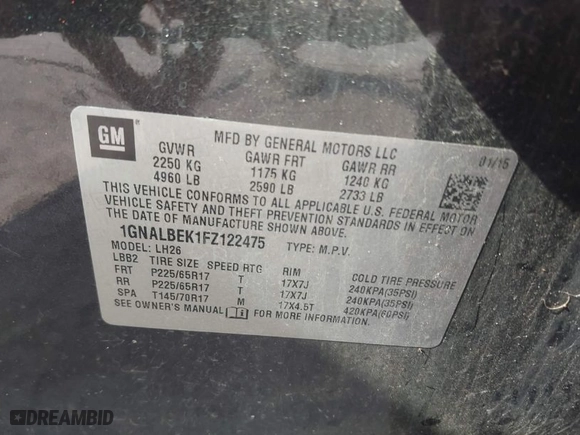 GM ®
MFD BY GENERAL MOTORS LLC
01/15
GVWR GAWR FRT GAWR RR
2250 KG 1175 KG 1240 KG
4960 LB 2590 LB 2733 LB
THIS VEHICLE CONFORMS TO ALL APPLICABLE U.S. FEDERAL MOTOR
VEHICLE SAFETY AND THEFT PREVENTION STANDARDS IN EFFECT ON
THE DATE OF MANUFACTURE SHOWN ABOVE.
1GNALBEK1FZ122475 TYPE: M.P.V.
MODEL: LH26
LBB2 TIRE SIZE SPEED RTG RIM COLD TIRE PRESSURE
FRT P225/65R17 T 17X7J 240KPA(35PSI)
RR P225/65R17 T 17X7J 240KPA(35PSI)
SPA T145/70R17 M 17X4.5T 420KPA(60PSI)
SEE OWNER'S MANUAL FOR MORE INFORMATION.
DREAMBID